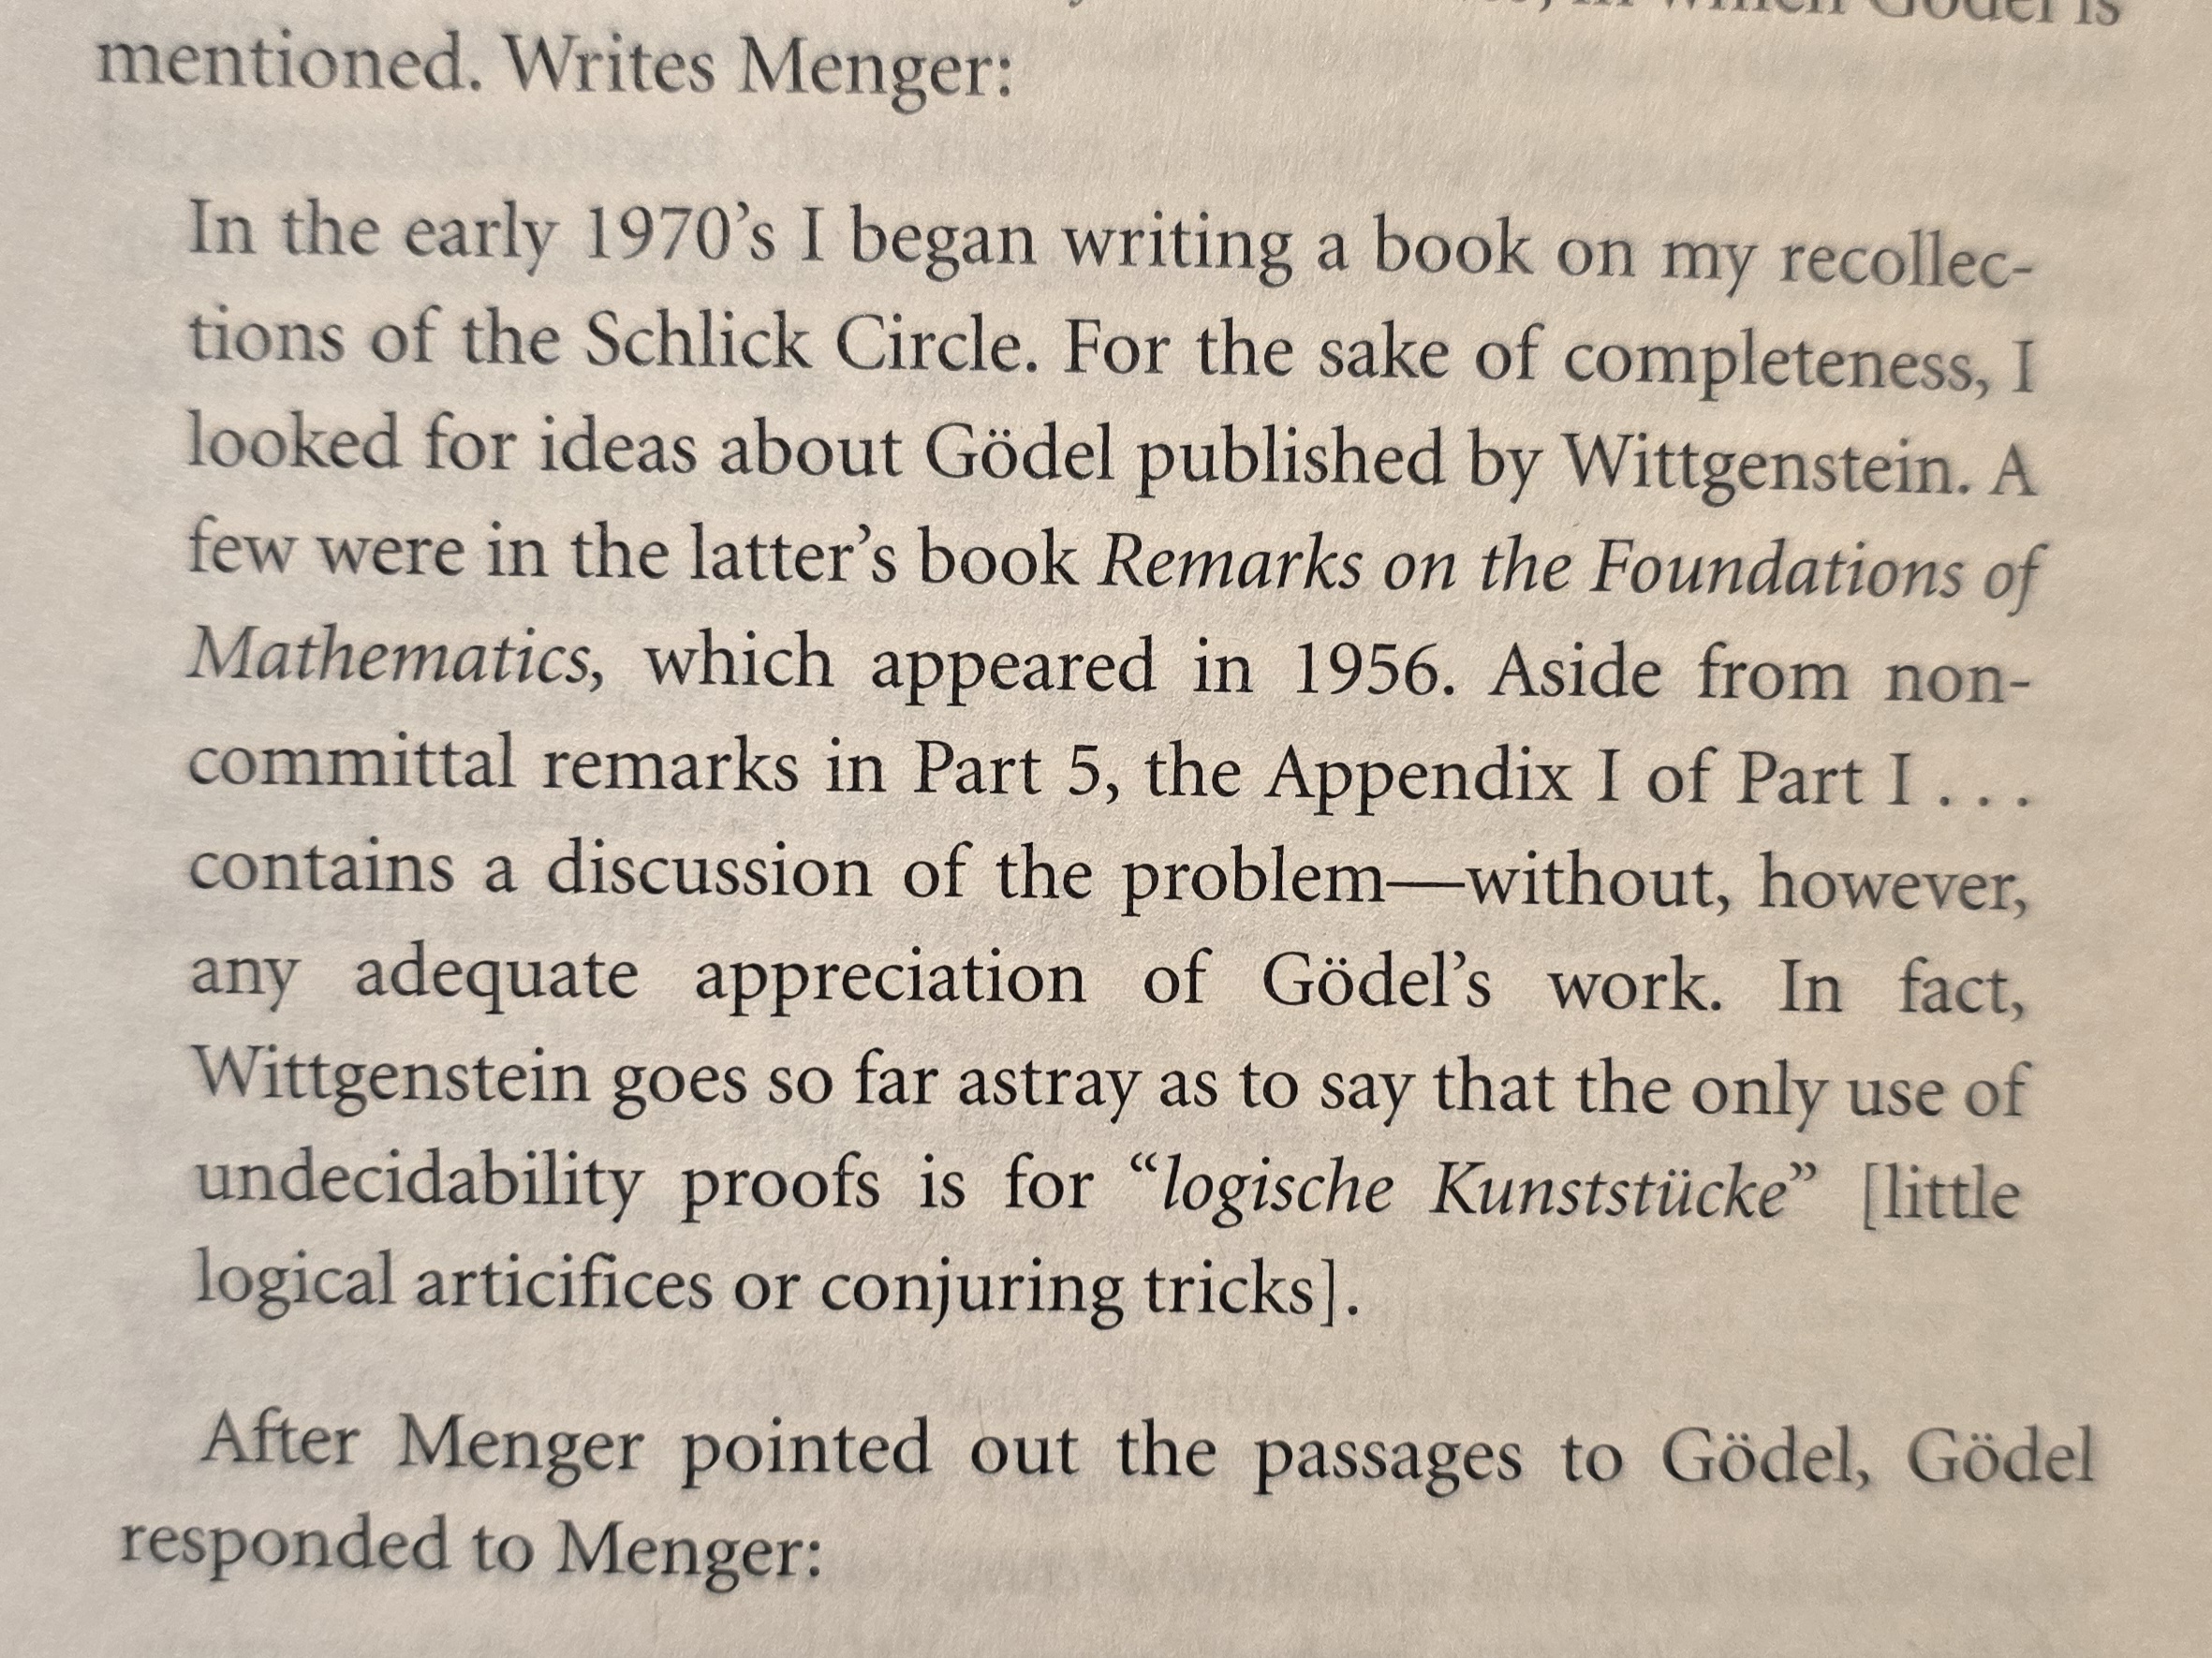 in which Gödel is
mentioned. Writes Menger:
In the early 1970’s I began writing a book on my recollec-
tions of the Schlick Circle. For the sake of completeness, I
looked for ideas about Gödel published by Wittgenstein. A
few were in the latter’s book Remarks on the Foundations of
Mathematics, which appeared in 1956. Aside from non-
committal remarks in Part 5, the Appendix I of Part I . . .
contains a discussion of the problem—without, however,
any adequate appreciation of Gödel’s work. In fact,
Wittgenstein goes so far astray as to say that the only use of
undecidability proofs is for “logische Kunststücke” [little
logical articifices or conjuring tricks].
After Menger pointed out the passages to Gödel, Gödel
responded to Menger: